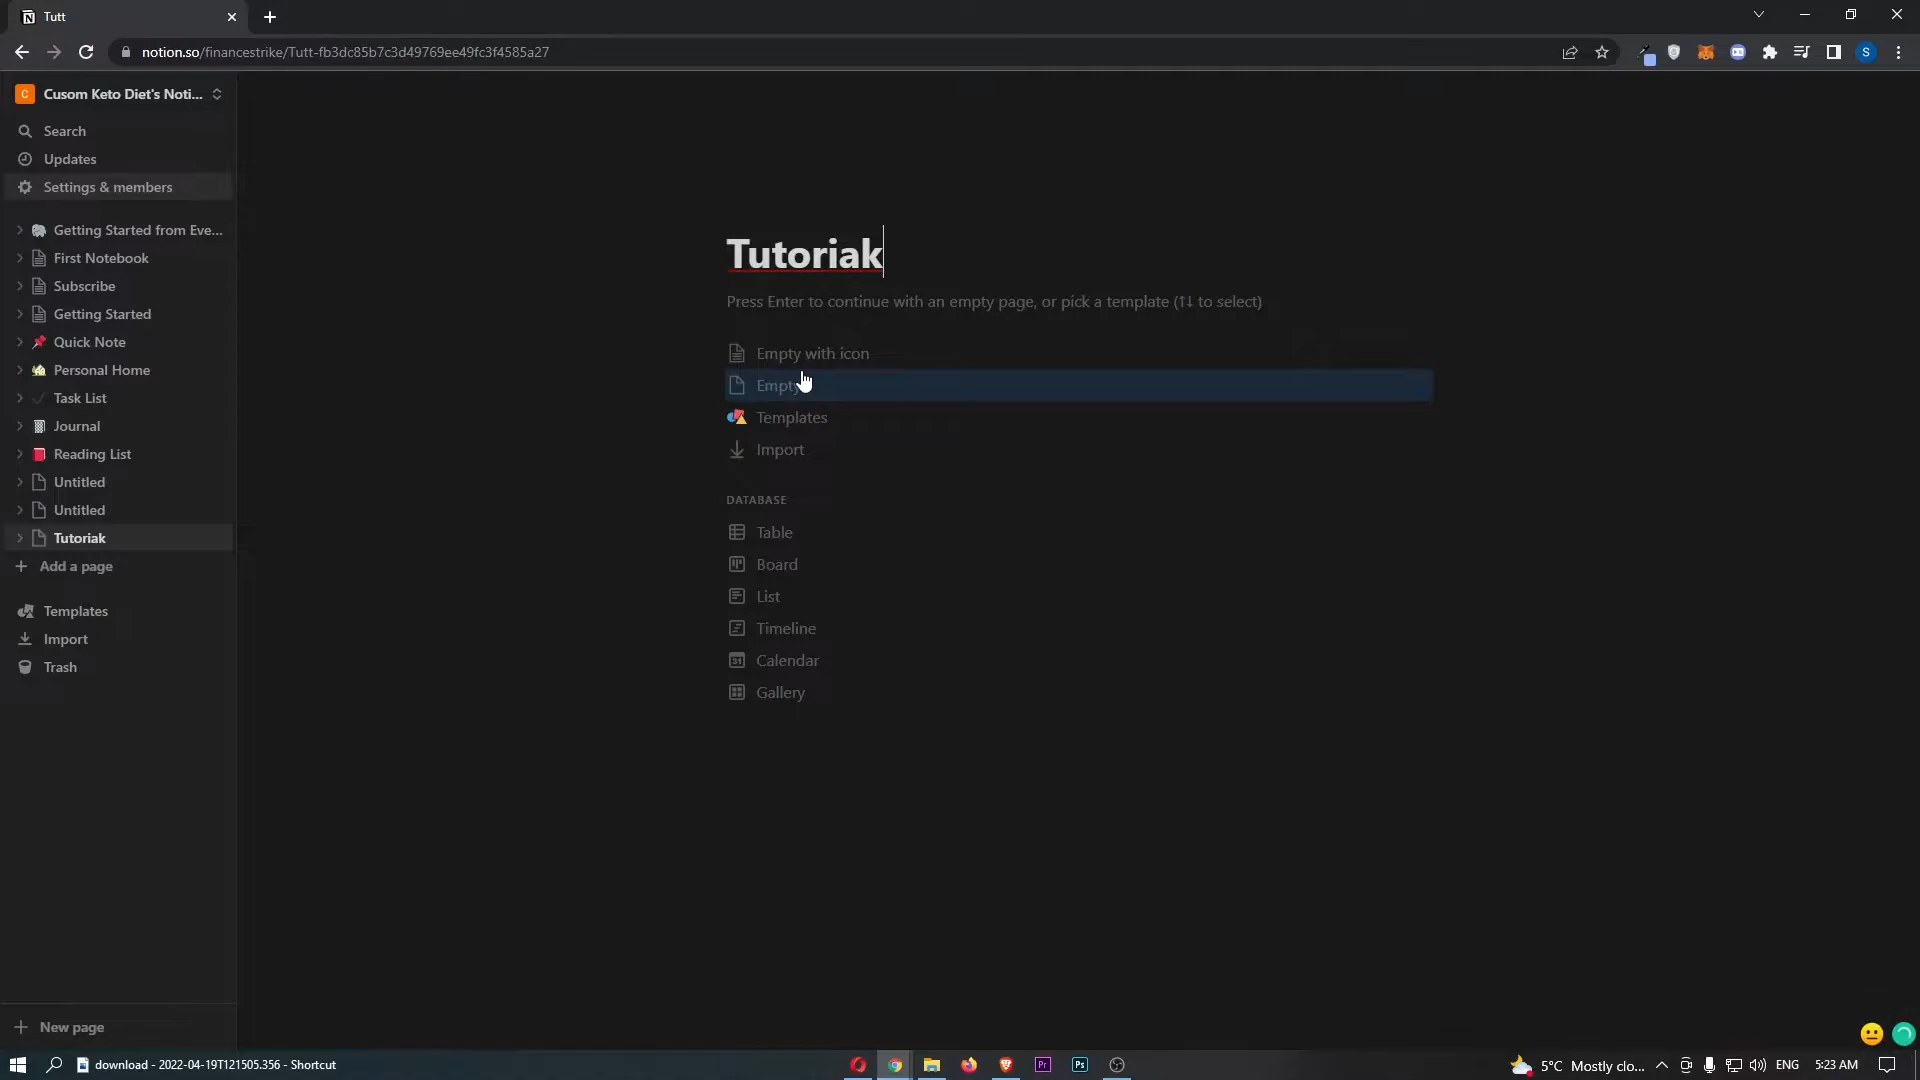 Tutt
notion.so/financestrike/Tutt-fb3dc85b7c3d49769ee49fc3f4585a27
S
C Cusom Keto Diet's Noti...
Search
Updates
Settings & members
Getting Started from Eve...
First Notebook
Subscribe
Getting Started
Quick Note
Personal Home
Task List
Journal
Reading List
Untitled
Untitled
Tutoriak
Add a page
Templates
Import
Trash
New page
Tutoriak
Press Enter to continue with an empty page, or pick a template (↑↓ to select)
Empty with icon
Empty
Templates
Import
DATABASE
Table
Board
List
Timeline
31 Calendar
Gallery
download - 2022-04-19T121505.356 - Shortcut
Pr
Ps
5°C Mostly clo...
ENG
5:23 AM